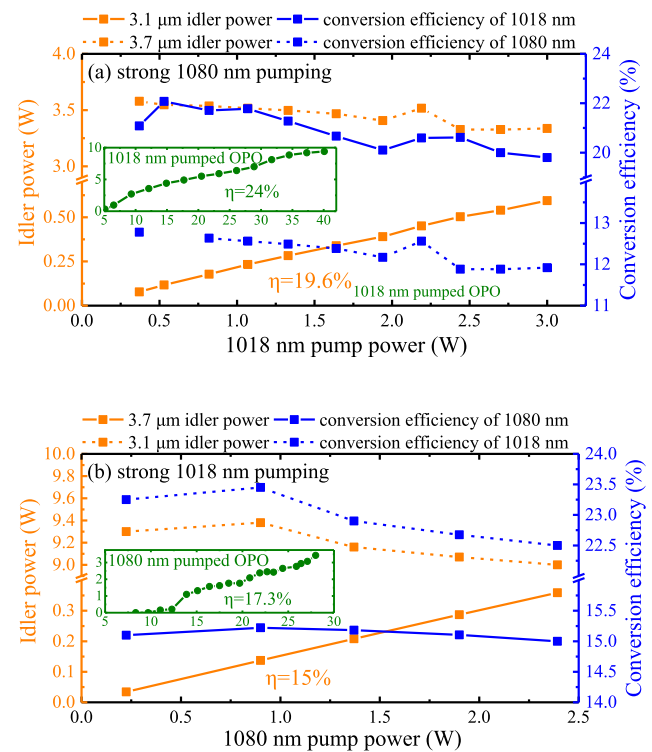 3.1 μm idler power conversion efficiency of 1018 nm
3.7 μm idler power conversion efficiency of 1080 nm
4.0 24
(a) strong 1080 nm pumping
3.5 22
3.0 20
10
1018 nm pumped OPO
5
η=24%
0
5 10 15 20 25 30 35 40
0.50 13
0.25 12
η=19.6%
1018 nm pumped OPO
0.00 11
0.0 0.5 1.0 1.5 2.0 2.5 3.0
Idler power (W)
Conversion efficiency (%)
1018 nm pump power (W)
3.7 μm idler power conversion efficiency of 1080 nm
3.1 μm idler power conversion efficiency of 1018 nm
10.0 24.0
(b) strong 1018 nm pumping
9.8 23.5
9.6 23.0
9.4 22.5
9.2
9.0
3
1080 nm pumped OPO
2
1
η=17.3%
0
5 10 15 20 25 30
0.3 15.5
0.2 15.0
0.1 14.5
η=15%
0.0 14.0
0.0 0.5 1.0 1.5 2.0 2.5
Idler power (W)
Conversion efficiency (%)
1080 nm pump power (W)